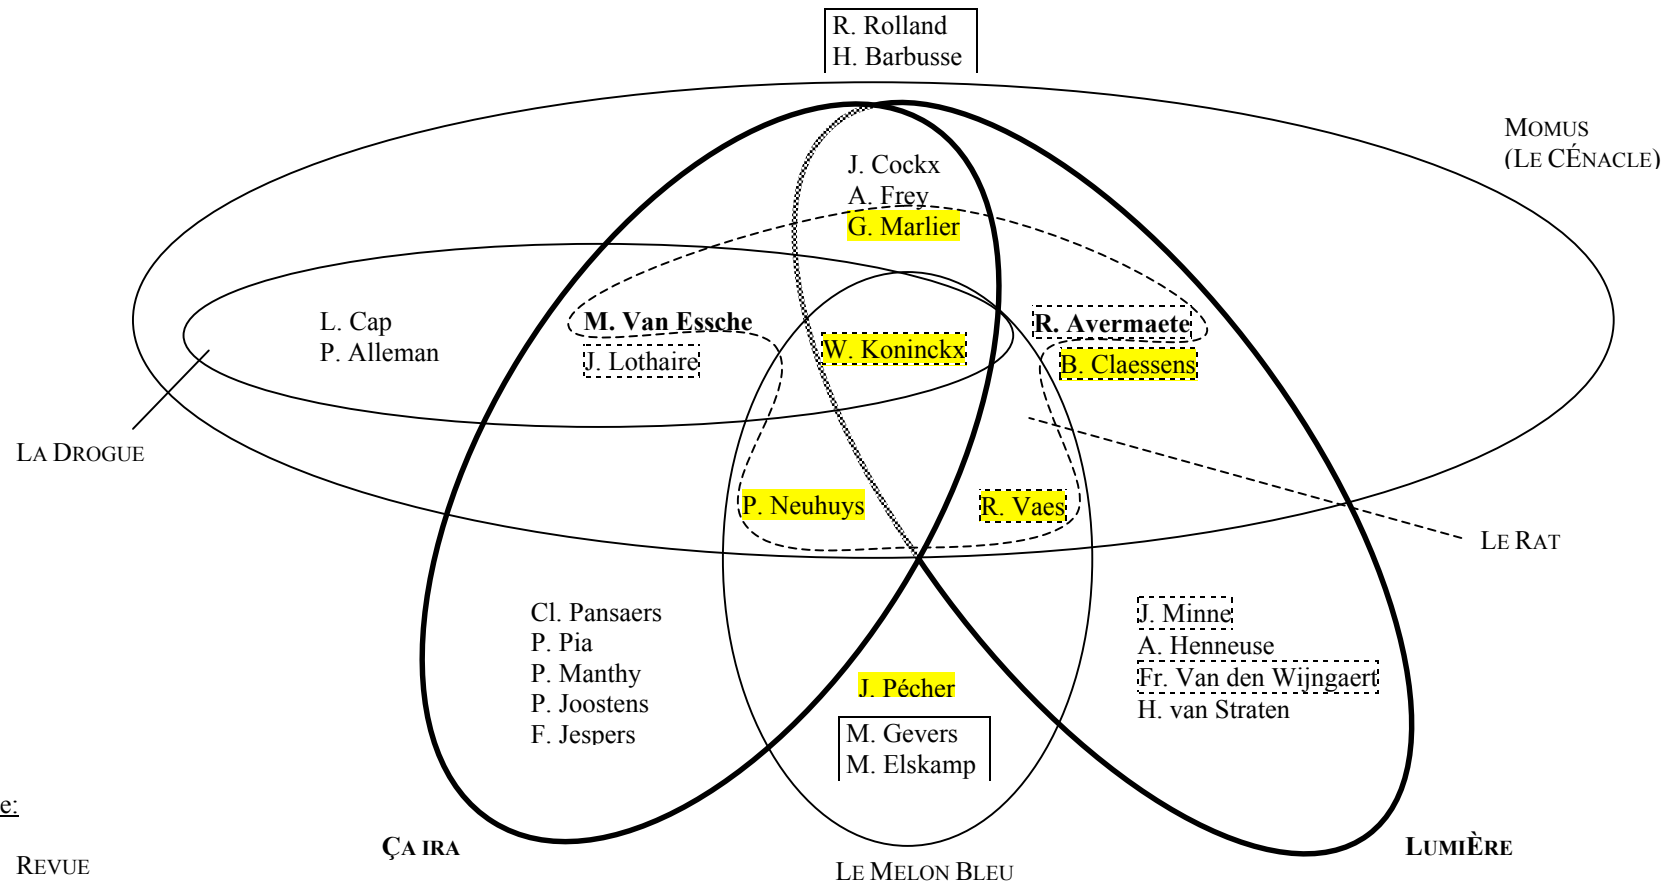 R. Rolland
H. Barbusse
MOMUS
(LE CÉNACLE)
J. Cockx
A. Frey
G. Marlier
L. Cap
P. Alleman
M. Van Essche
J. Lothaire
W. Koninckx
R. Avermaete
B. Claessens
LA DROGUE
P. Neuhuys
R. Vaes
LE RAT
Cl. Pansaers
P. Pia
P. Manthy
P. Joostens
F. Jespers
J. Minne
A. Henneuse
Fr. Van den Wijngaert
H. van Straten
J. Pécher
M. Gevers
M. Elskamp
e:
ÇA IRA
LUMIÈRE
REVUE
LE MELON BLEU